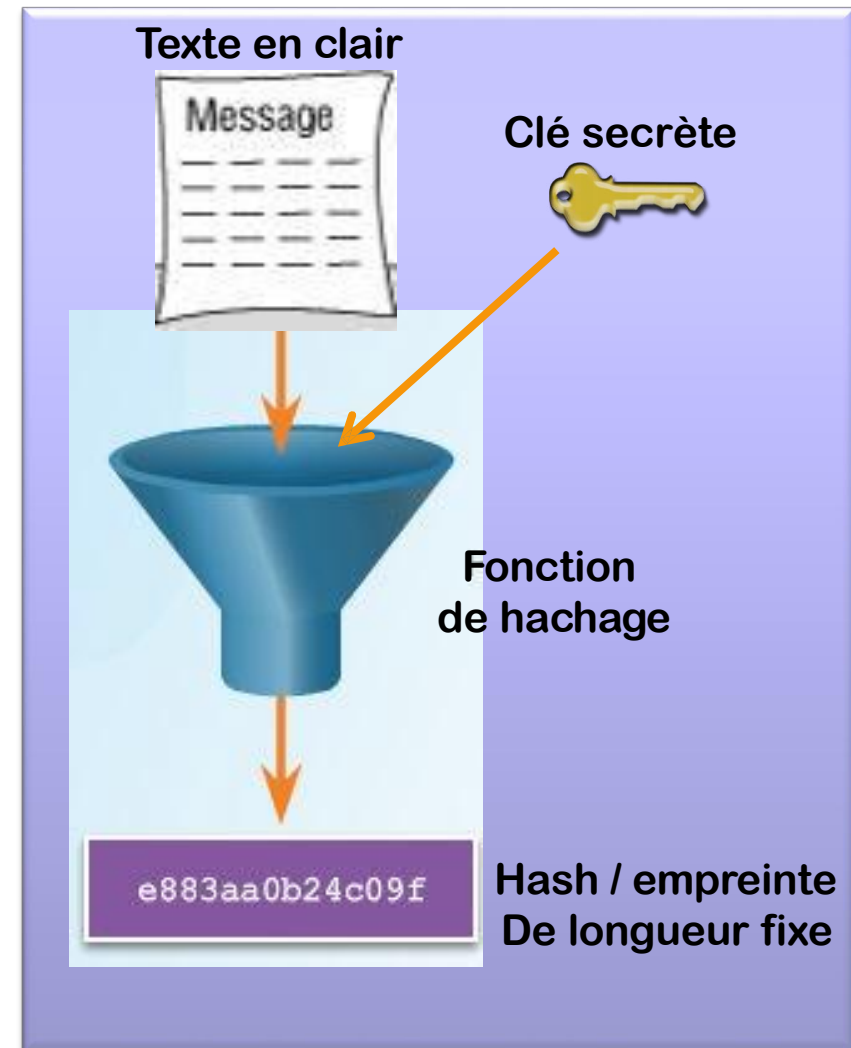 Texte en clair
Message
Clé secrète
Fonction
de hachage
e883aa0b24c09f
Hash / empreinte
De longueur fixe